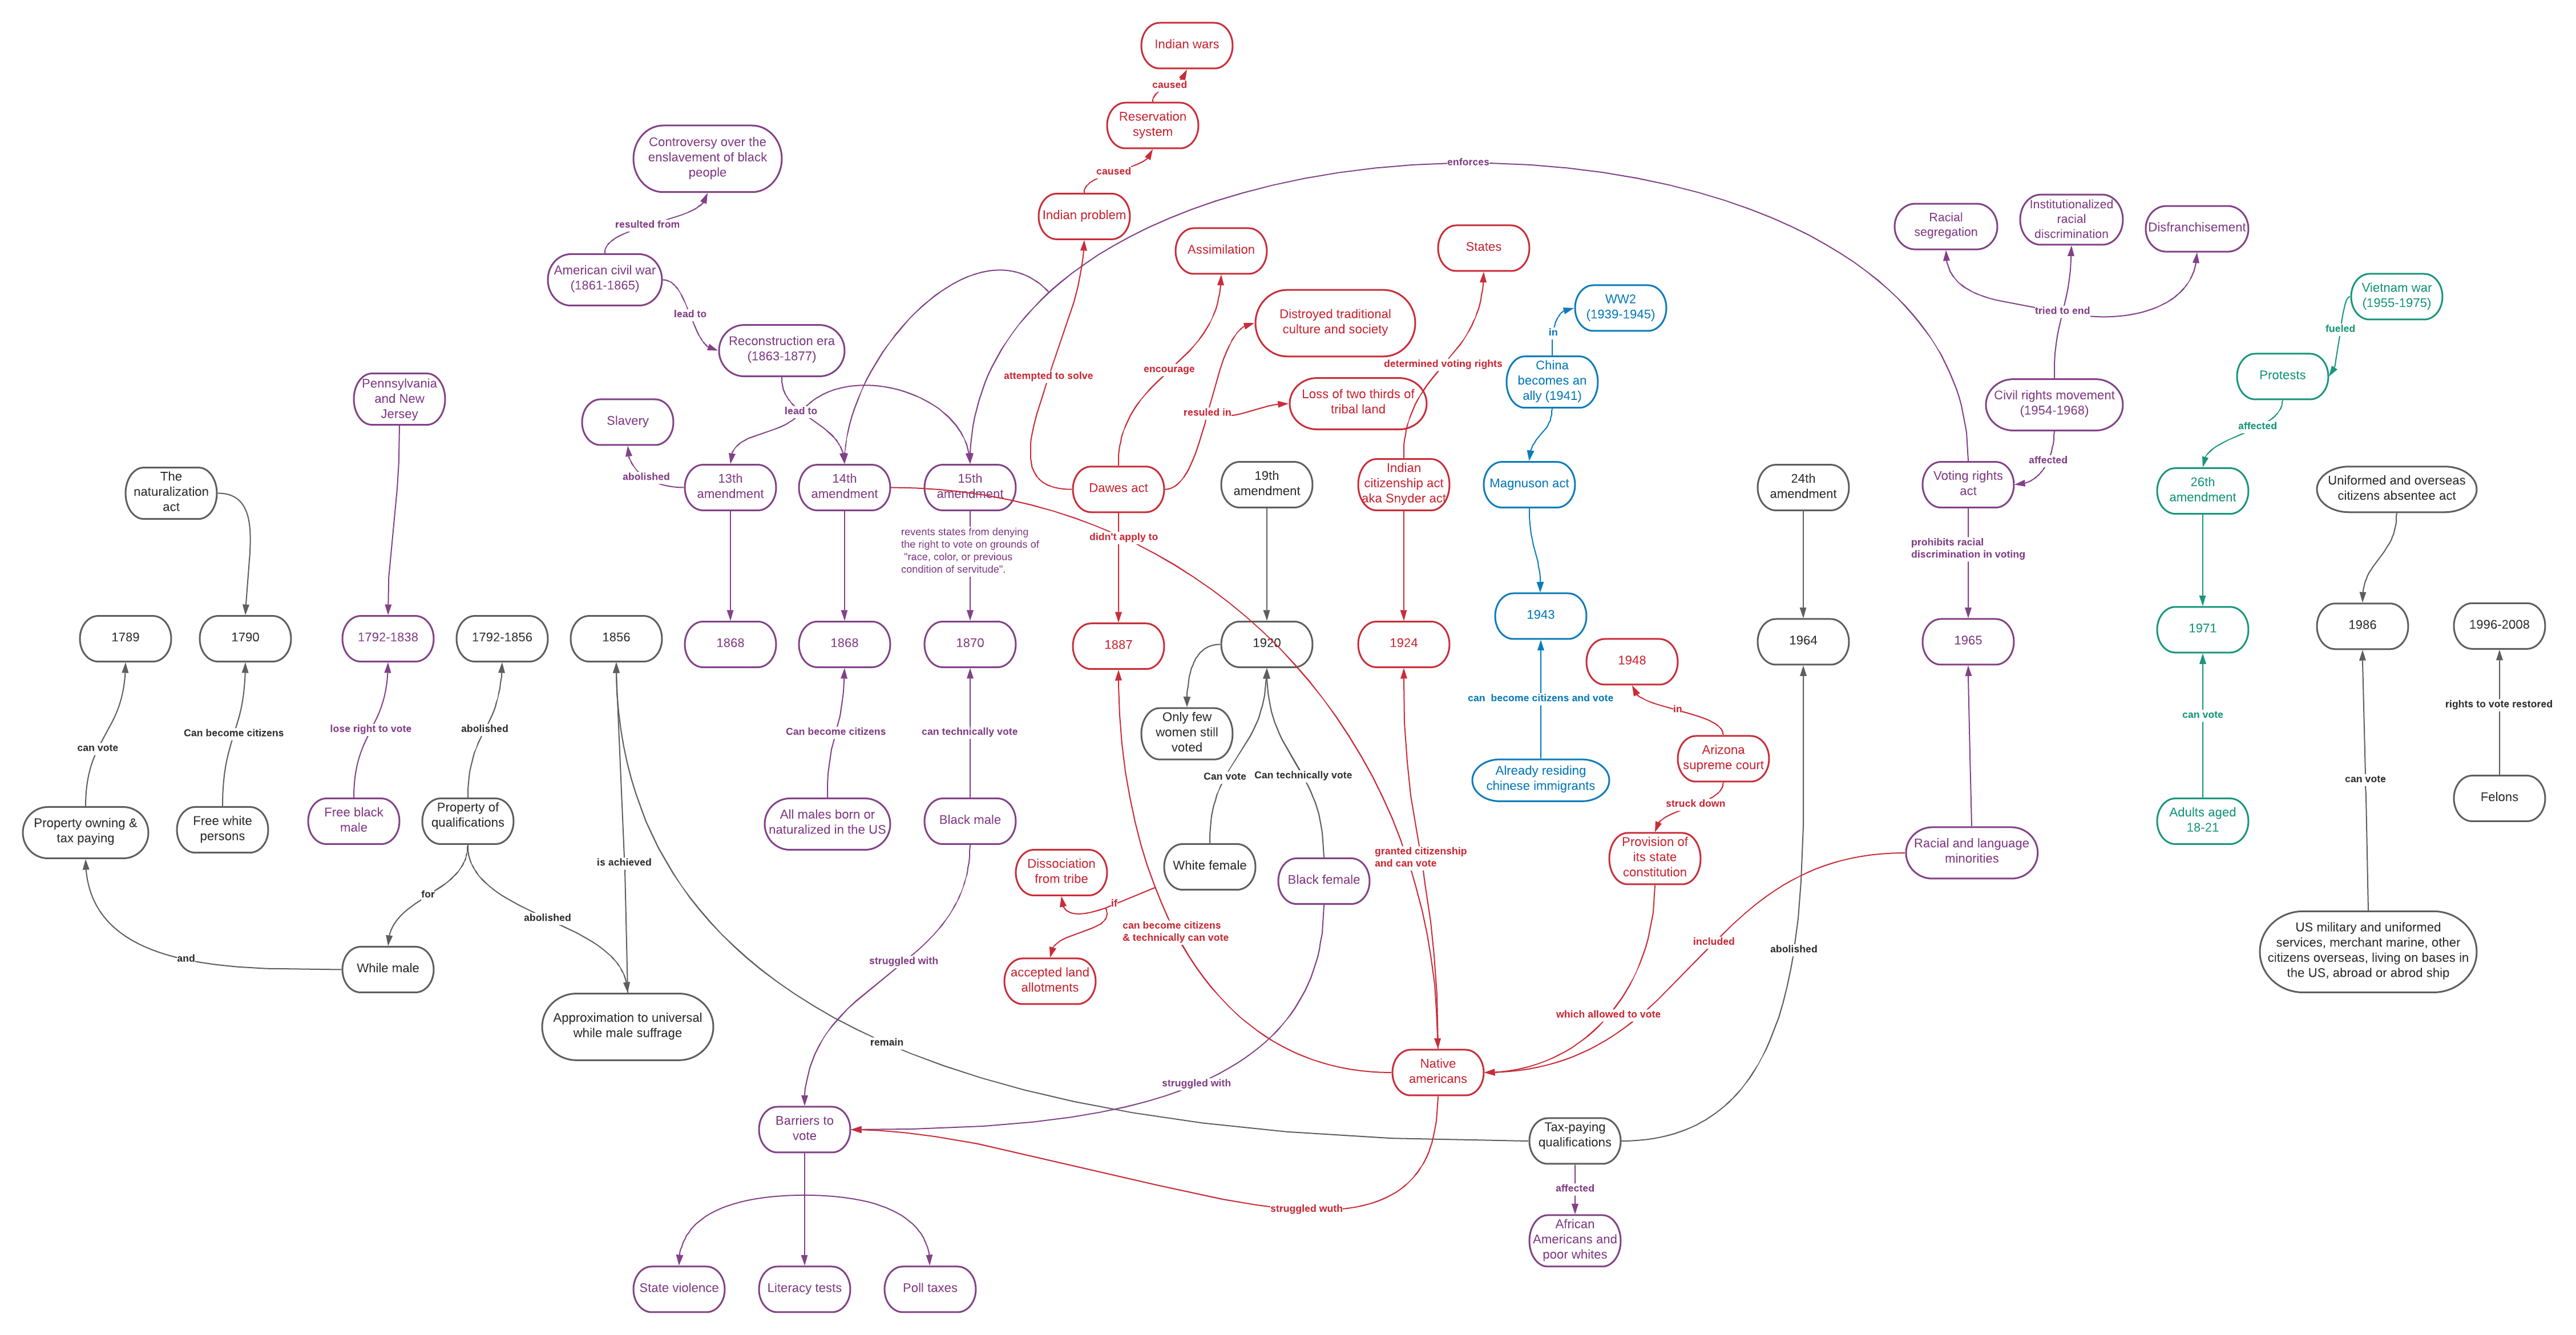 Indian wars
caused
Reservation
system
caused
Indian problem
Controversy over the
enslavement of black
people
resulted from
American civil war
(1861-1865)
lead to
Reconstruction era
(1863-1877)
lead to
enforces
Assimilation
States
Distroyed traditional
culture and society
Loss of two thirds of
tribal land
attempted to solve
encourage
resuled in
determined voting rights
WW2
(1939-1945)
in
China
becomes an
ally (1941)
Racial
segregation
Institutionalized
racial
discrimination
Disfranchisement
tried to end
Civil rights movement
(1954-1968)
affected
Vietnam war
(1955-1975)
fueled
Protests
affected
Pennsylvania
and New
Jersey
Slavery
abolished
The
naturalization
act
13th
amendment
14th
amendment
15th
amendment
Dawes act
19th
amendment
Indian
citizenship act
aka Snyder act
Magnuson act
24th
amendment
Voting rights
act
26th
amendment
Uniformed and overseas
citizens absentee act
revents states from denying
the right to vote on grounds of
"race, color, or previous
condition of servitude".
didn't apply to
prohibits racial
discrimination in voting
1789
1790
1792-1838
1792-1856
1856
1868
1868
1870
1887
1920
1924
1943
1948
1964
1965
1971
1986
1996-2008
can vote
Can become citizens
lose right to vote
abolished
Can become citizens
can technically vote
Only few
women still
voted
Can vote
Can technically vote
can become citizens and vote
in
Arizona
supreme court
struck down
can vote
can vote
rights to vote restored
Property owning &
tax paying
Free white
persons
Free black
male
Property of
qualifications
is achieved
All males born or
naturalized in the US
Black male
Dissociation
from tribe
if
White female
Black female
granted citizenship
and can vote
Already residing
chinese immigrants
Provision of
its state
constitution
Racial and language
minorities
Adults aged
18-21
Felons
for
abolished
and
While male
struggled with
accepted land
allotments
can become citizens
& technically can vote
included
abolished
US military and uniformed
services, merchant marine, other
citizens overseas, living on bases in
the US, abroad or abrod ship
Approximation to universal
while male suffrage
remain
which allowed to vote
Native
americans
struggled with
Barriers to
vote
Tax-paying
qualifications
affected
struggled wuth
African
Americans and
poor whites
State violence
Literacy tests
Poll taxes